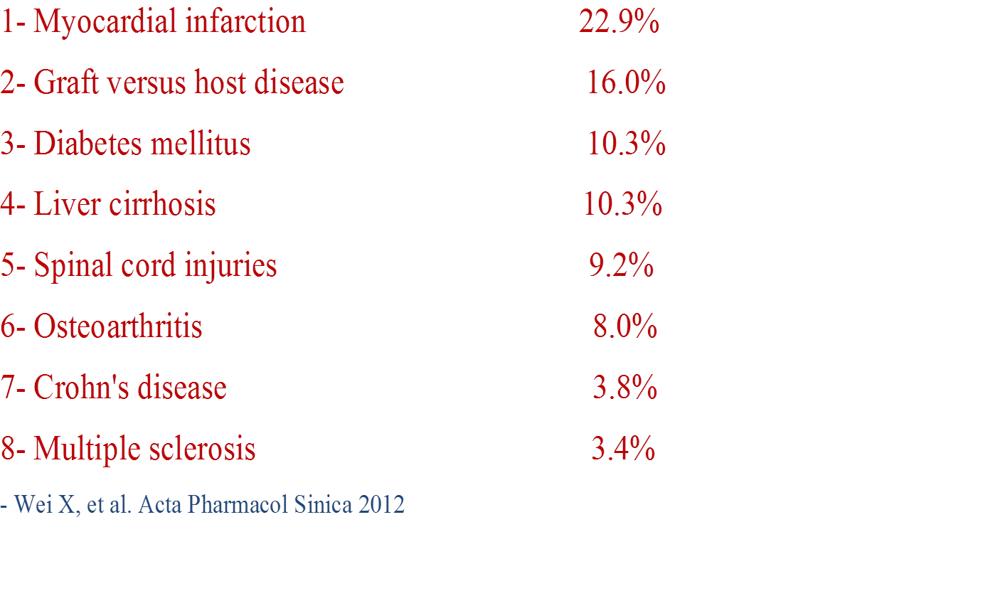 1- Myocardial infarction 22.9%
2- Graft versus host disease 16.0%
3- Diabetes mellitus 10.3%
4- Liver cirrhosis 10.3%
5- Spinal cord injuries 9.2%
6- Osteoarthritis 8.0%
7- Crohn's disease 3.8%
8- Multiple sclerosis 3.4%
- Wei X, et al. Acta Pharmacol Sinica 2012